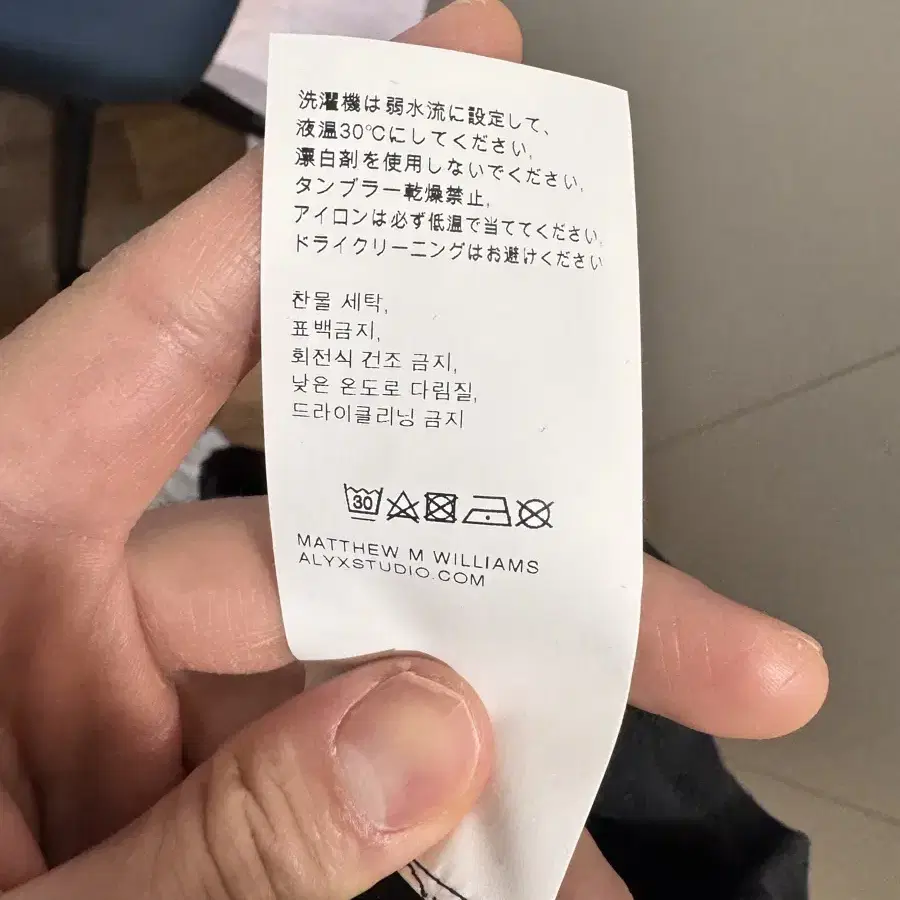 洗濯機は弱水流に設定して、
液温30℃にしてください,
漂白剤を使用しないでください,
タンブラー乾燥禁止,
アイロンは必ず低温で当ててください,
ドライクリーニングはお避けください
찬물 세탁,
표백금지,
회전식 건조 금지,
낮은 온도로 다림질,
드라이클리닝 금지
30
MATTHEW M WILLIAMS
ALYXSTUDIO.COM